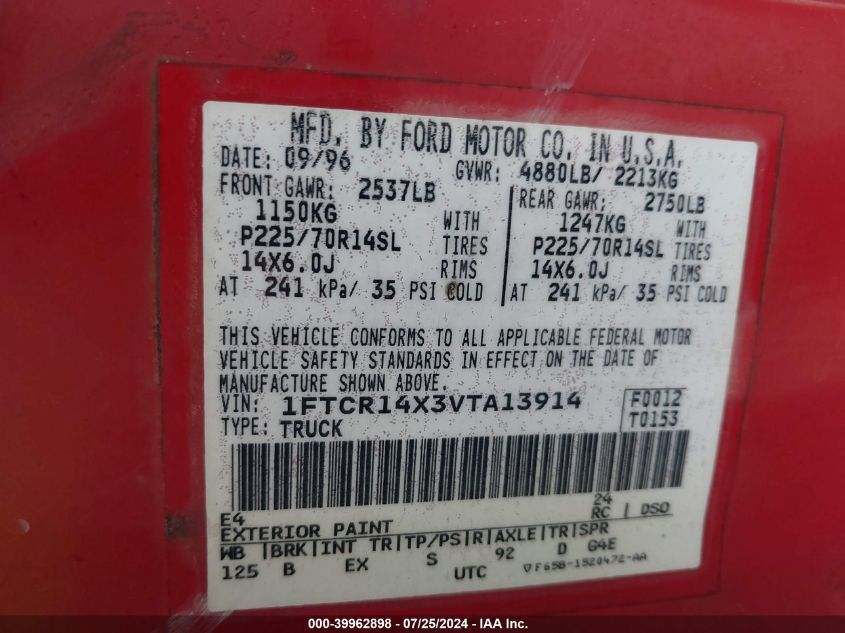 MFD. BY FORD MOTOR CO. IN U.S.A.
DATE: 09/96 GVWR: 4880LB/ 2213KG
FRONT GAWR: 2537LB REAR GAWR: 2750LB
1150KG WITH 1247KG WITH
P225/70R14SL TIRES P225/70R14SL TIRES
14X6.0J RIMS 14X6.0J RIMS
AT 241 kPa/ 35 PSI COLD AT 241 kPa/ 35 PSI COLD
THIS VEHICLE CONFORMS TO ALL APPLICABLE FEDERAL MOTOR
VEHICLE SAFETY STANDARDS IN EFFECT ON THE DATE OF
MANUFACTURE SHOWN ABOVE.
VIN: 1FTCR14X3VTA13914 F0012
TYPE: TRUCK T0153
E4 24
EXTERIOR PAINT RC | DSO
WB |BRK|INT TR|TP/PS|R|AXLE|TR|SPR
125 B EX S 92 D G4E
UTC ▽F65B-1520472-AA
000-39962898 - 07/25/2024 - IAA Inc.